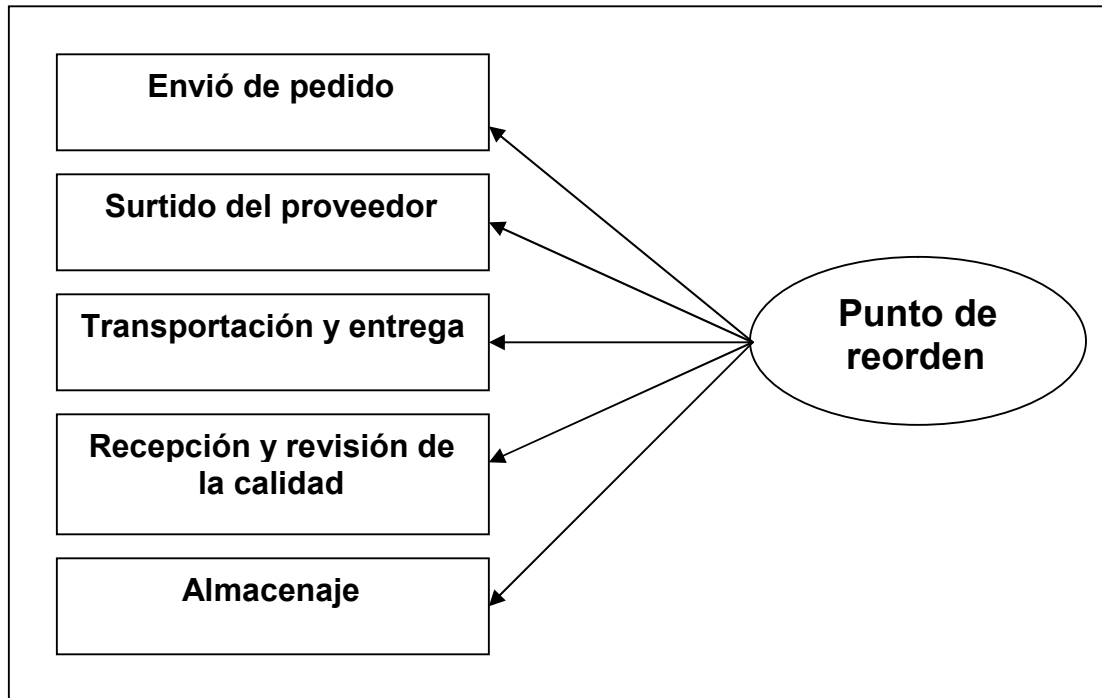 Envió de pedido
Surtido del proveedor
Transportación y entrega
Recepción y revisión de
la calidad
Almacenaje
Punto de
reorden